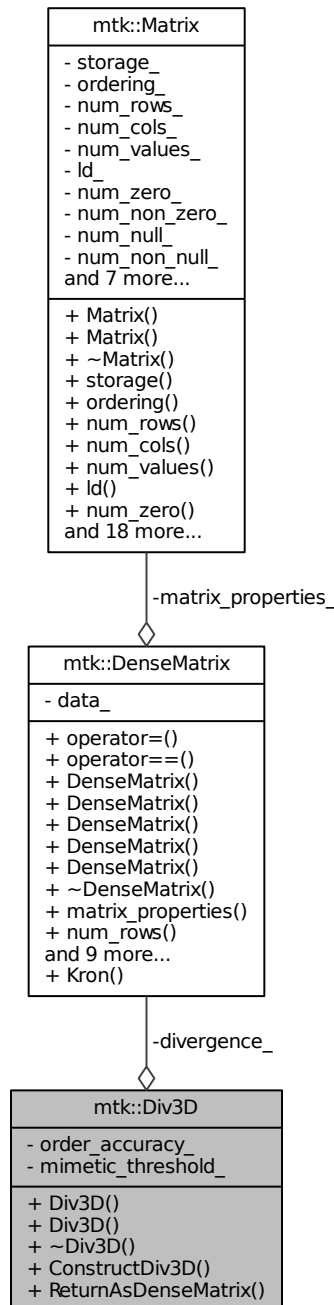 mtk::Matrix
- storage_
- ordering_
- num_rows_
- num_cols_
- num_values_
- ld_
- num_zero_
- num_non_zero_
- num_null_
- num_non_null_
and 7 more...
+ Matrix()
+ Matrix()
+ ~Matrix()
+ storage()
+ ordering()
+ num_rows()
+ num_cols()
+ num_values()
+ ld()
+ num_zero()
and 18 more...
-matrix_properties_
mtk::DenseMatrix
- data_
+ operator=()
+ operator==()
+ DenseMatrix()
+ DenseMatrix()
+ DenseMatrix()
+ DenseMatrix()
+ DenseMatrix()
+ ~DenseMatrix()
+ matrix_properties()
+ num_rows()
and 9 more...
+ Kron()
-divergence_
mtk::Div3D
- order_accuracy_
- mimetic_threshold_
+ Div3D()
+ Div3D()
+ ~Div3D()
+ ConstructDiv3D()
+ ReturnAsDenseMatrix()